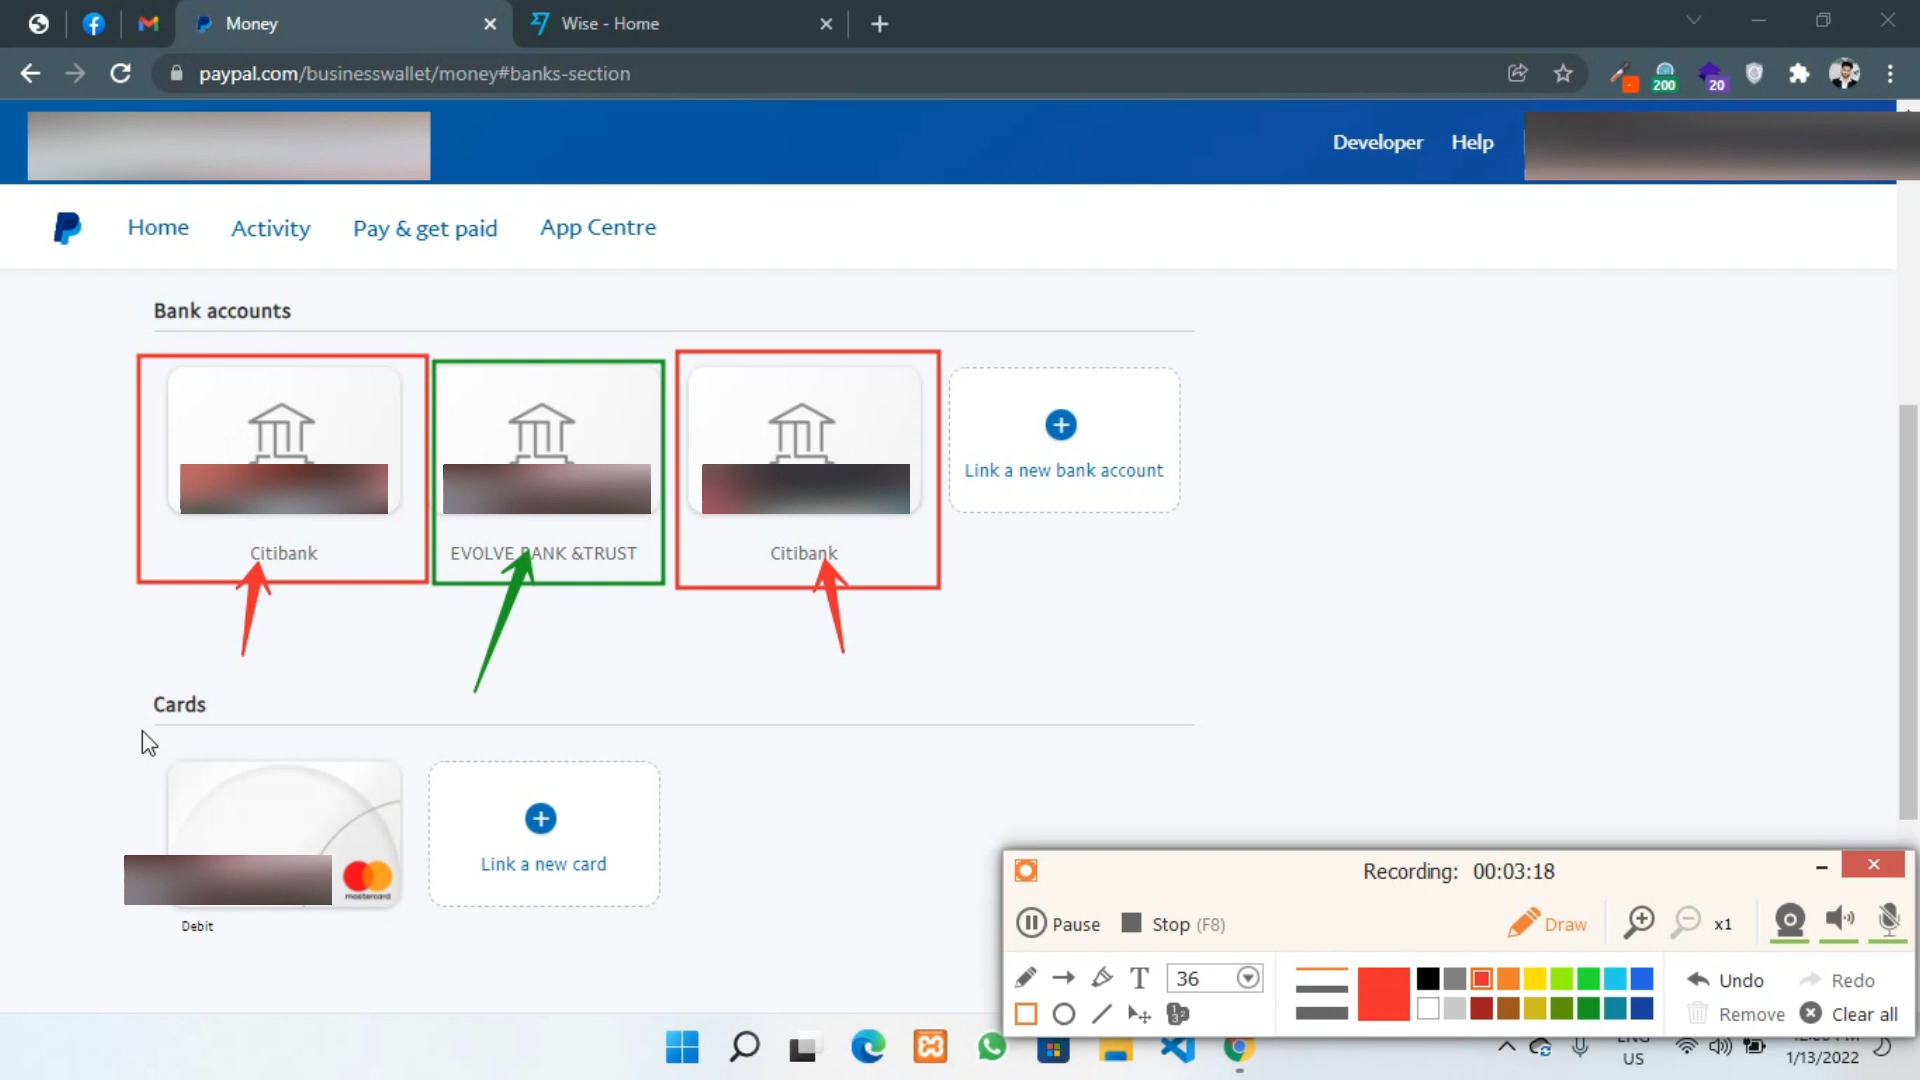 Money
Wise - Home
paypal.com/businesswallet/money#banks-section
200
20
Developer
Help
Home
Activity
Pay & get paid
App Centre
Bank accounts
Link a new bank account
Citibank
EVOLVE BANK &TRUST
Citibank
Cards
Link a new card
mastercard
Debit
Recording: 00:03:18
Pause
Stop (F8)
Draw
x1
T
36
Undo
Redo
Remove
Clear all
ENG
US
1/13/2022